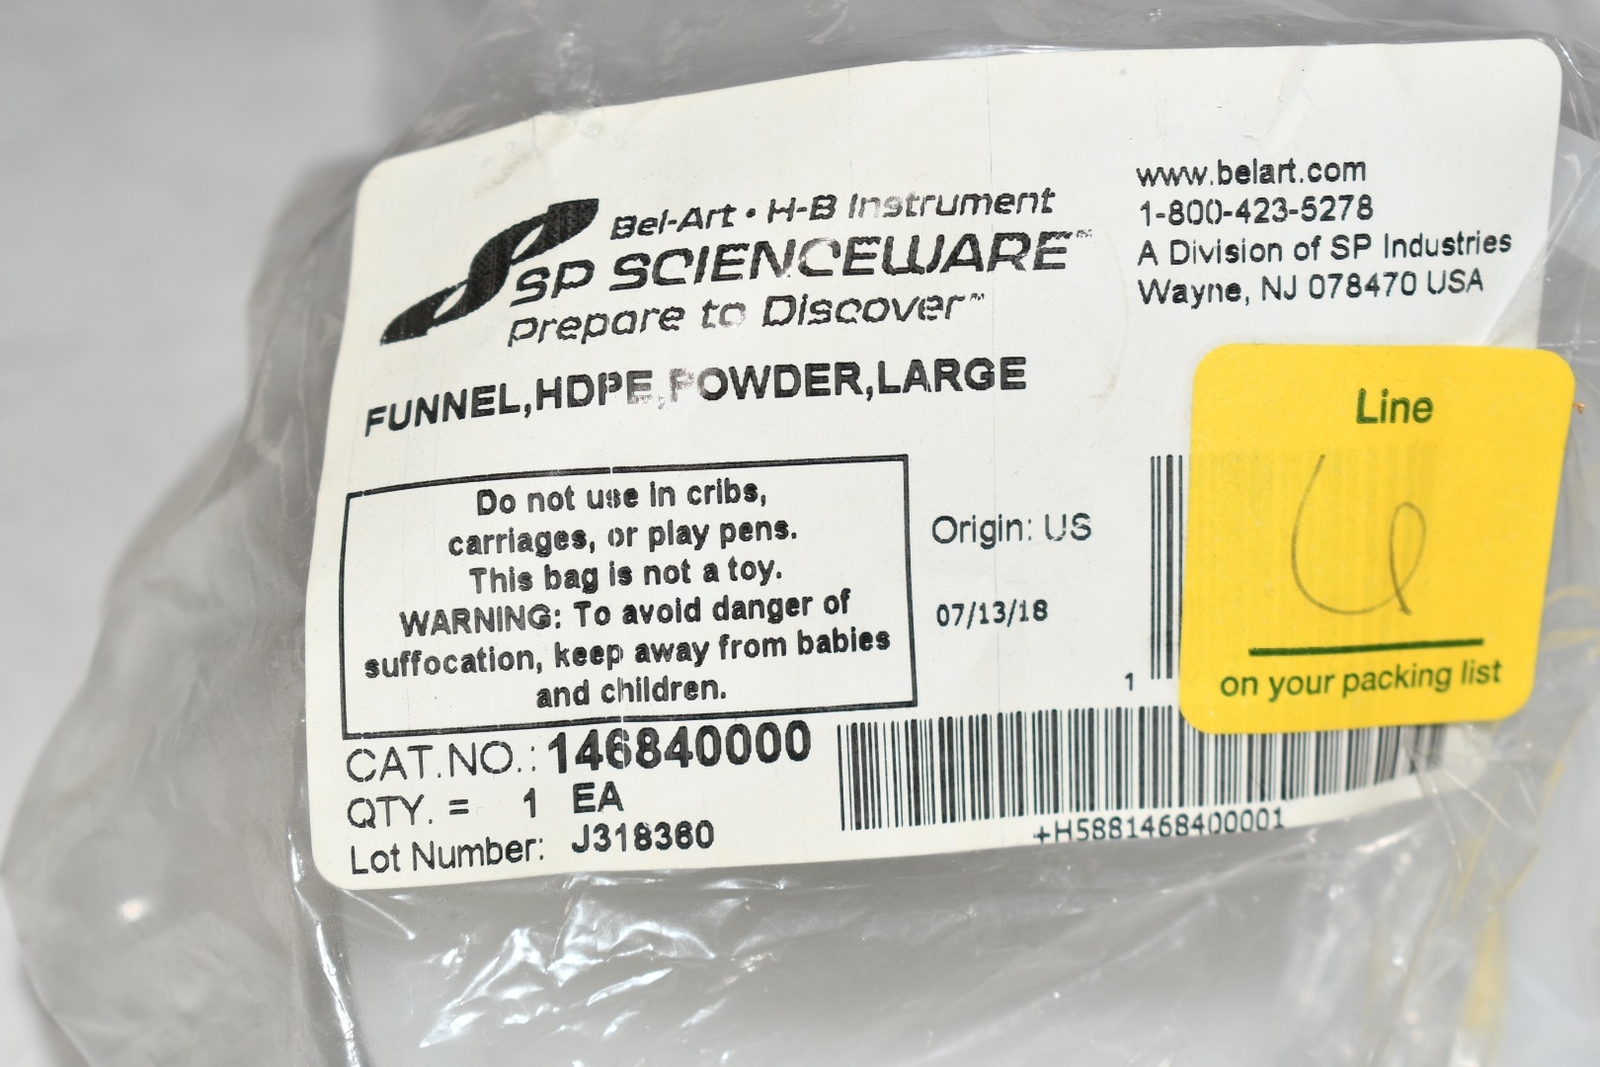 Bel-Art • H-B Instrument
SP SCIENCEWARE™
Prepare to Discover™
www.belart.com
1-800-423-5278
A Division of SP Industries
Wayne, NJ 078470 USA
FUNNEL,HDPE,POWDER,LARGE
Do not use in cribs,
carriages, or play pens.
This bag is not a toy.
WARNING: To avoid danger of
suffocation, keep away from babies
and children.
Origin: US
07/13/18
1
Line
6
on your packing list
CAT.NO.: 146840000
QTY. = 1 EA
Lot Number: J318360
+H5881468400001